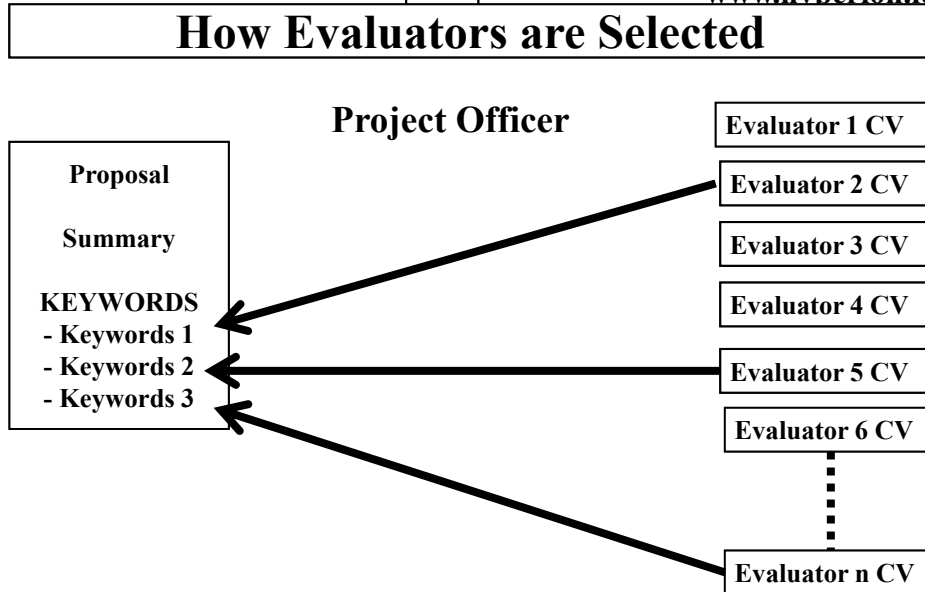 How Evaluators are Selected
Project Officer
Proposal
Summary
KEYWORDS
- Keywords 1
- Keywords 2
- Keywords 3
Evaluator 1 CV
Evaluator 2 CV
Evaluator 3 CV
Evaluator 4 CV
Evaluator 5 CV
Evaluator 6 CV
Evaluator n CV